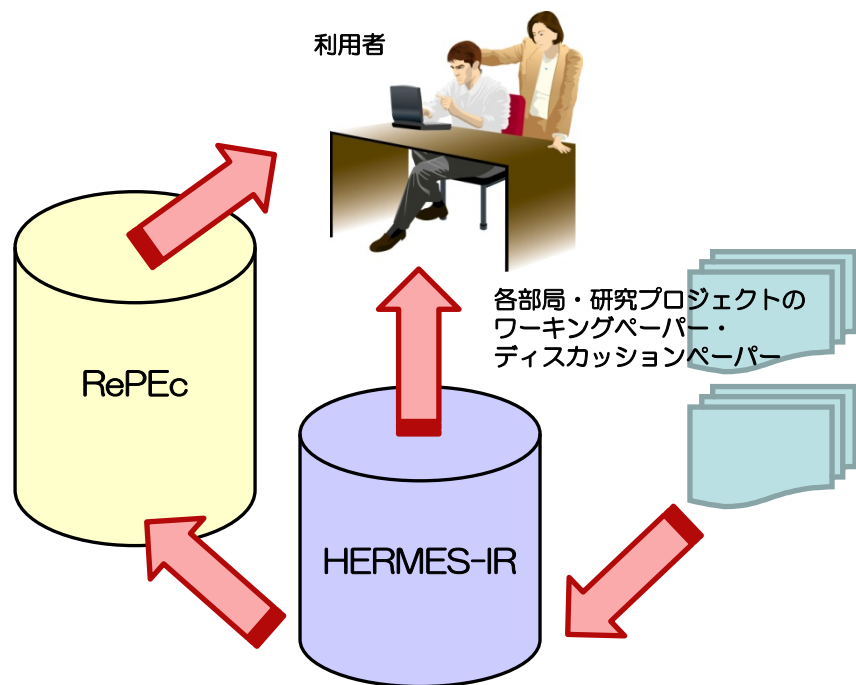 利用者
各部局・研究プロジェクトの
ワーキングペーパー・
ディスカッションペーパー
RePEc
HERMES-IR